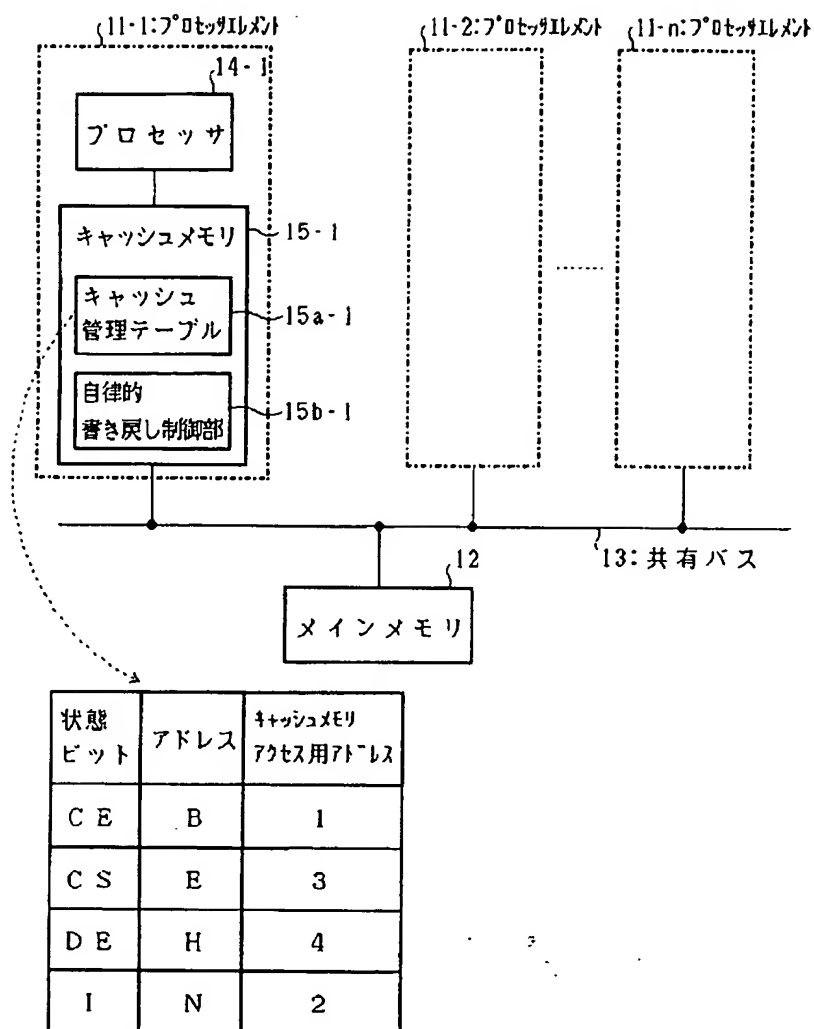 11-1:プロセッサエレメント
11-2:プロセッサエレメント
11-n:プロセッサエレメント
14-1
プロセッサ
キャッシュメモリ
15-1
キャッシュ
管理テーブル
15a-1
自律的
書き戻し制御部
15b-1
13:共有バス
12
メインメモリ
状態
ビット
アドレス
キャッシュメモリ
アクセス用アドレス
CE B 1
CS E 3
DE H 4
I N 2